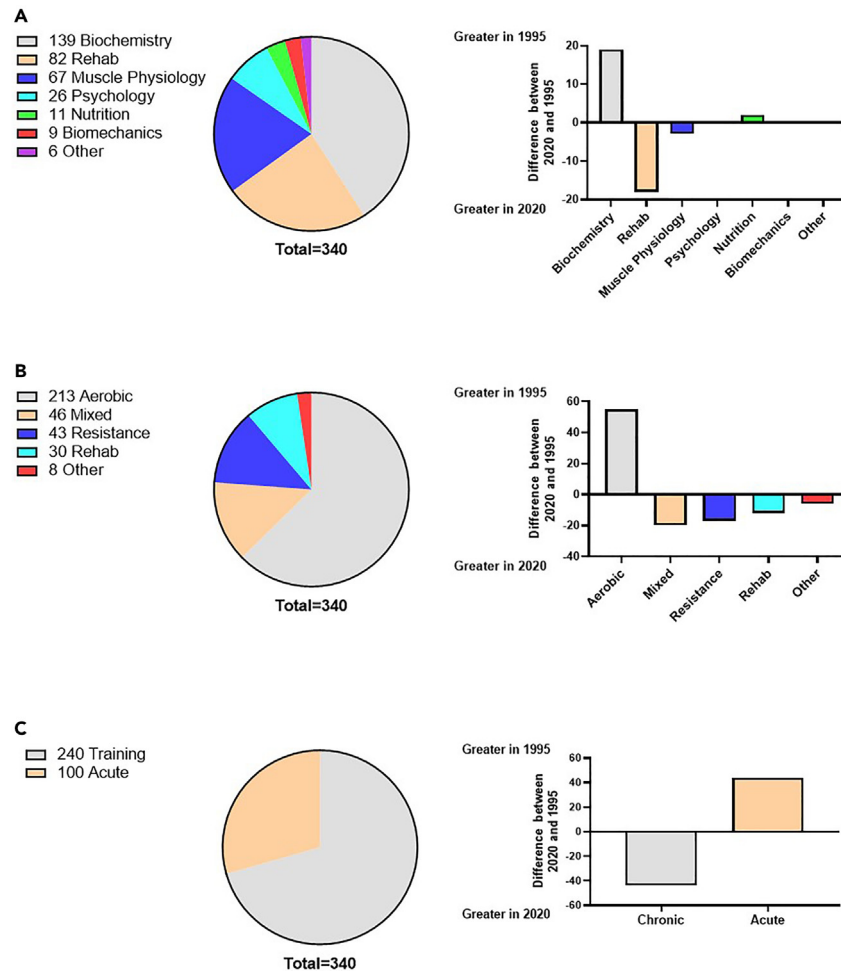 A
139 Biochemistry
82 Rehab
67 Muscle Physiology
26 Psychology
11 Nutrition
9 Biomechanics
6 Other
Total=340
Greater in 1995
Difference between
2020 and 1995
20
10
0
-10
-20
Greater in 2020
Biochemistry
Rehab
Muscle Physiology
Psychology
Nutrition
Biomechanics
Other
B
213 Aerobic
46 Mixed
43 Resistance
30 Rehab
8 Other
Total=340
Greater in 1995
Difference between
2020 and 1995
60
40
20
0
-20
-40
Greater in 2020
Aerobic
Mixed
Resistance
Rehab
Other
C
240 Training
100 Acute
Total=340
Greater in 1995
Difference between
2020 and 1995
60
40
20
0
-20
-40
-60
Greater in 2020
Chronic
Acute